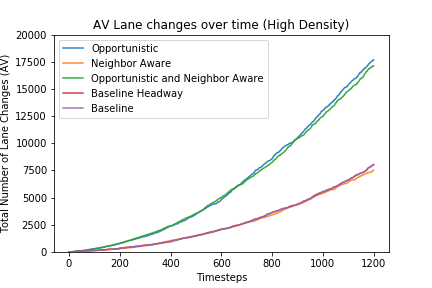 AV Lane changes over time (High Density)
Total Number of Lane Changes (AV)
20000
17500
15000
12500
10000
7500
5000
2500
0
Opportunistic
Neighbor Aware
Opportunistic and Neighbor Aware
Baseline Headway
Baseline
0 200 400 600 800 1000 1200
Timesteps